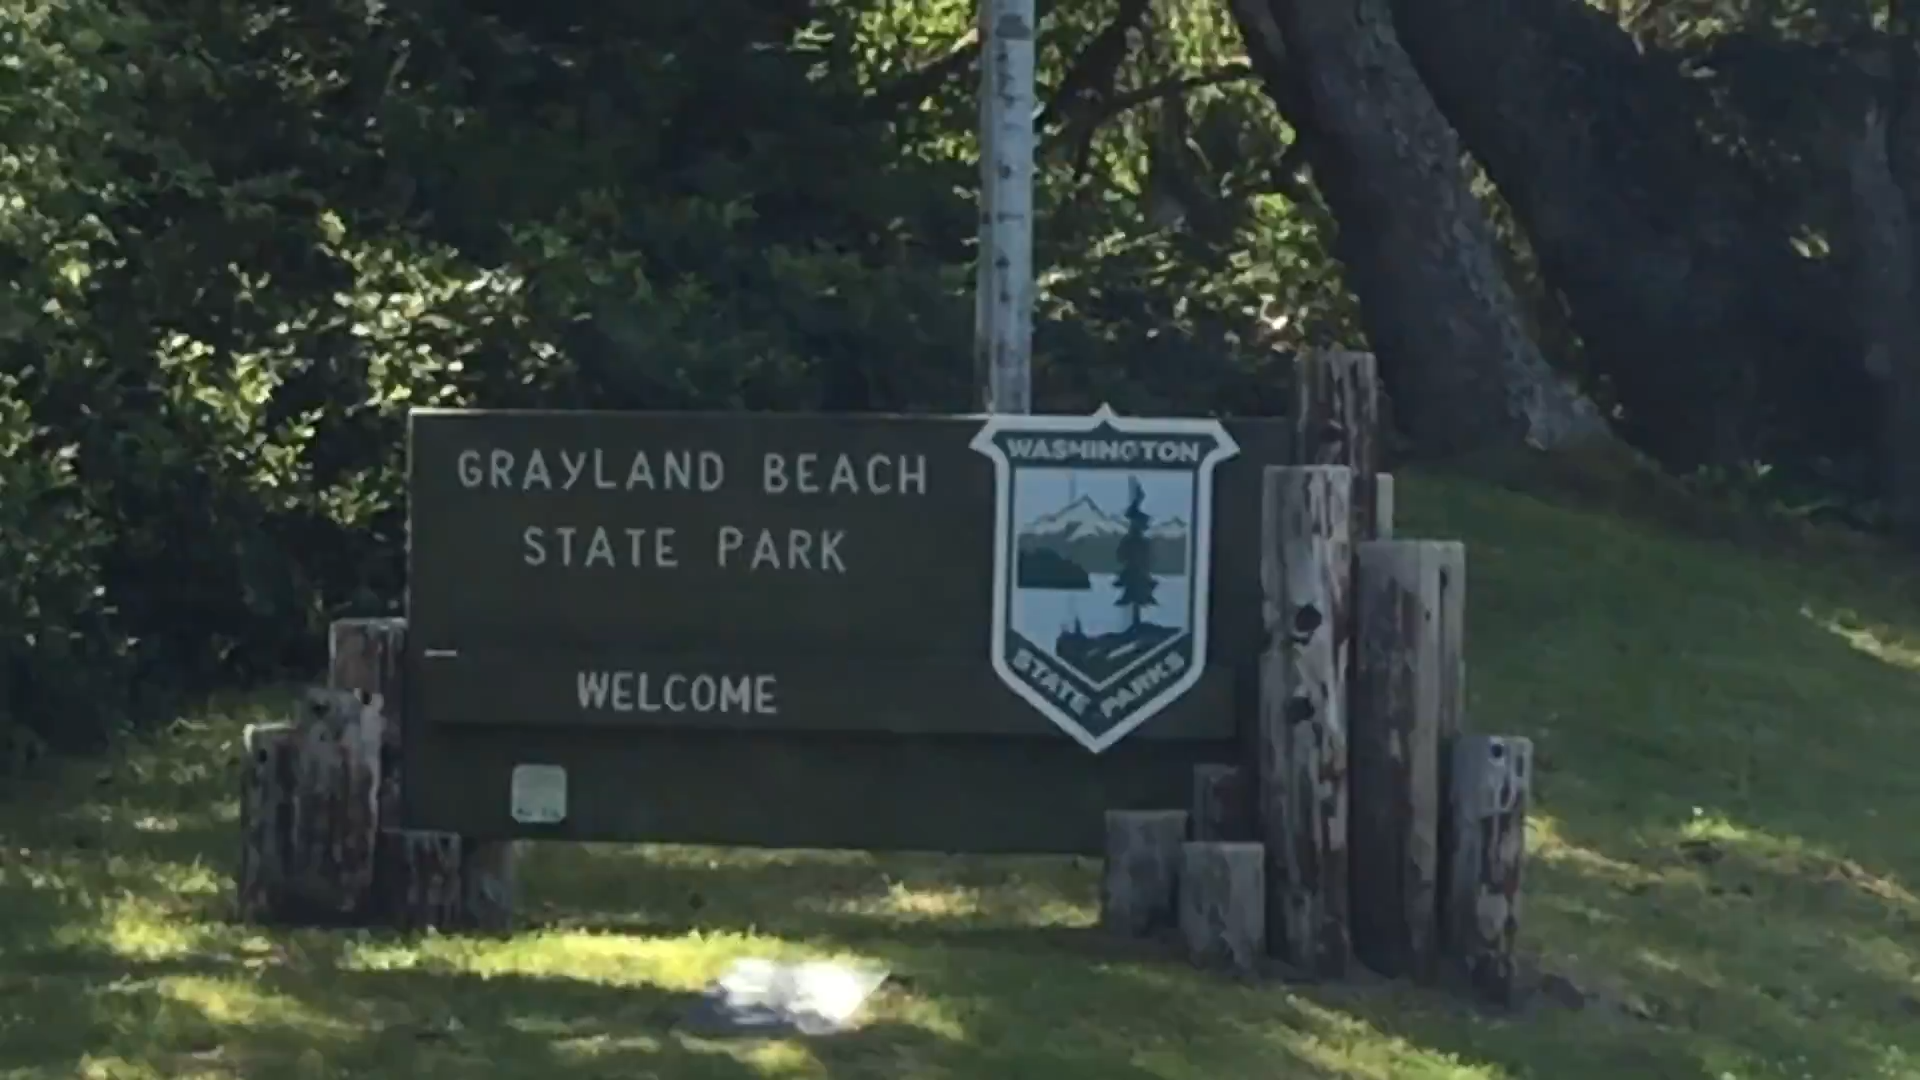 GRAYLAND BEACH
STATE PARK
WELCOME
WASHINGTON
STATE PARKS